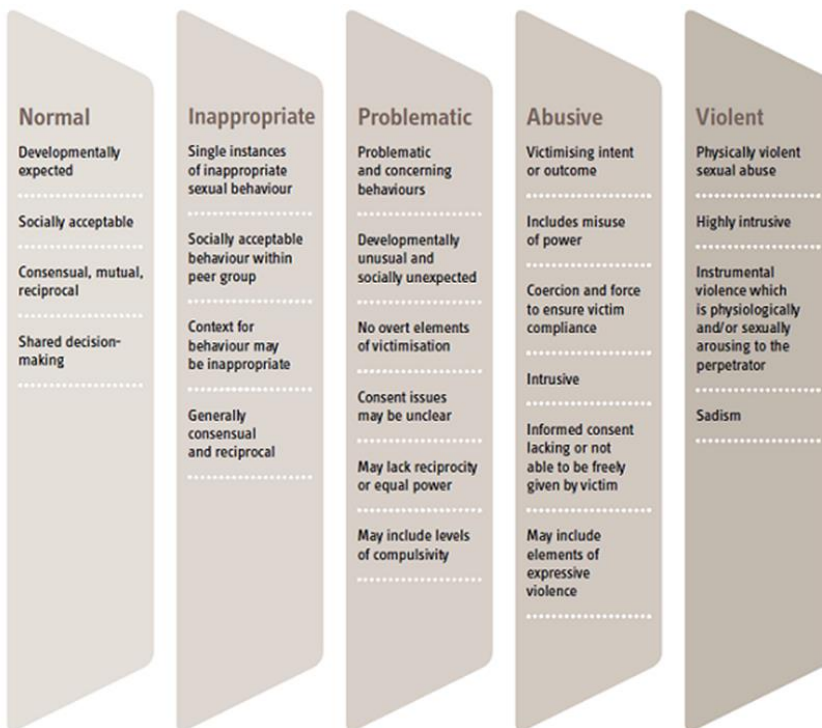 Normal
Developmentally
expected
Socially acceptable
Consensual, mutual,
reciprocal
Shared decision-
making
Inappropriate
Single instances
of inappropriate
sexual behaviour
Socially acceptable
behaviour within
peer group
Context for
behaviour may
be inappropriate
Generally
consensual
and reciprocal
Problematic
Problematic
and concerning
behaviours
Developmentally
unusual and
socially unexpected
No overt elements
of victimisation
Consent issues
may be unclear
May lack reciprocity
or equal power
May include levels
of compulsivity
Abusive
Victimising intent
or outcome
Includes misuse
of power
Coercion and force
to ensure victim
compliance
Intrusive
Informed consent
lacking or not
able to be freely
given by victim
May include
elements of
expressive
violence
Violent
Physically violent
sexual abuse
Highly intrusive
Instrumental
violence which
is physiologically
and/or sexually
arousing to the
perpetrator
Sadism